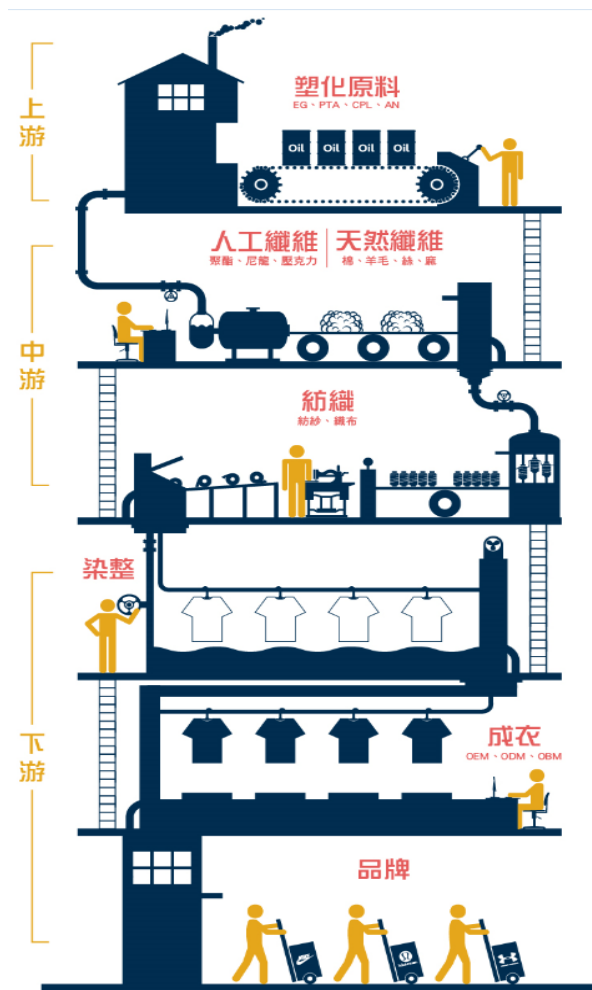 上游
塑化原料
EG、PTA、CPL、AN
Oil Oil Oil Oil
人工纖維|天然纖維
聚酯、尼龍、壓克力 棉、羊毛、絲、麻
中游
紡織
紡紗、織布
染整
下游
成衣
OEM、ODM、OBM
品牌